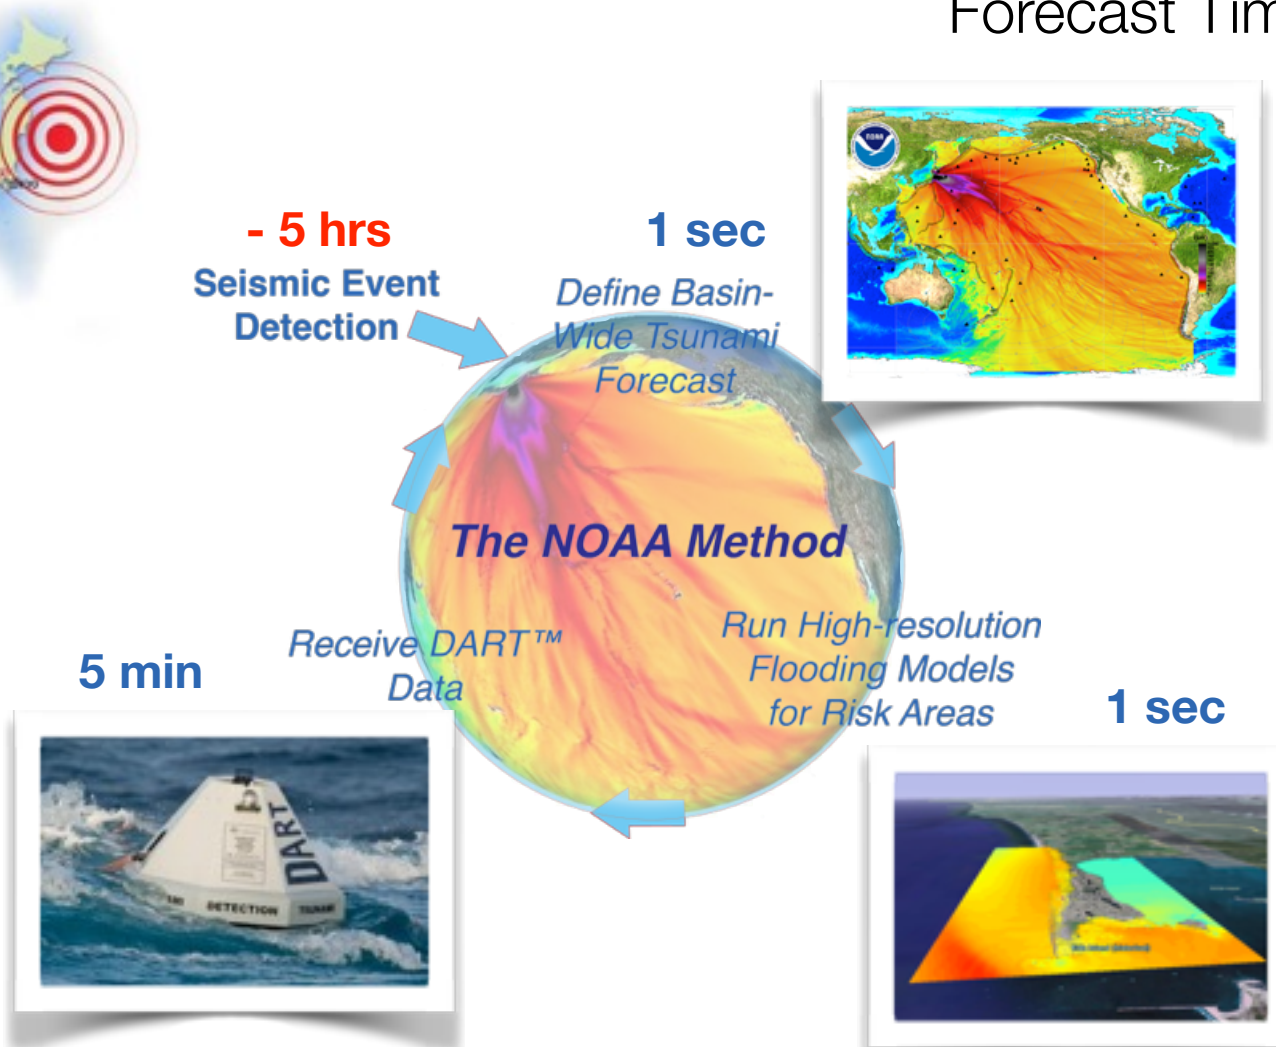 Forecast Tim
NOAA
- 5 hrs
Seismic Event
Detection
1 sec
Define Basin-
Wide Tsunami
Forecast
The NOAA Method
Receive DART™
Data
5 min
Run High-resolution
Flooding Models
for Risk Areas
1 sec
DART
DETECTION
TSUNAMI